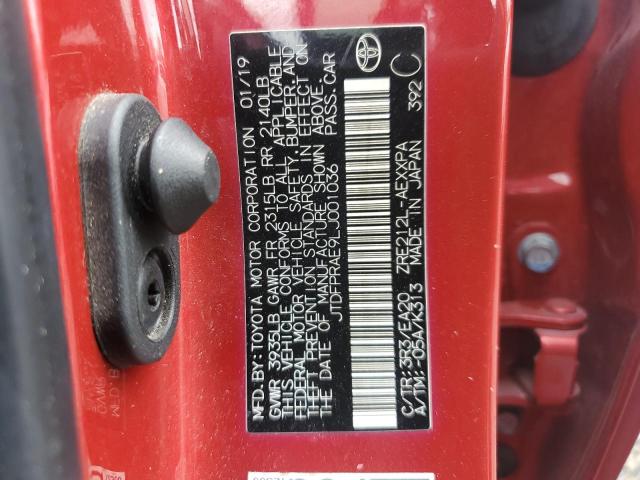 MFD. BY: TOYOTA MOTOR CORPORATION 01/19
GVWR 3935LB GAWR FR 2315LB RR 2140LB
THIS VEHICLE CONFORMS TO ALL APPLICABLE
FEDERAL MOTOR VEHICLE SAFETY, BUMPER, AND
THEFT PREVENTION STANDARDS IN EFFECT ON
THE DATE OF MANUFACTURE SHOWN ABOVE.
JTDFPRAE9LJ001036 PASS. CAR
C/TR: 3R3/EA20 ZRE212L-AEXXPA
A/TM: -05A/K313 MADE IN JAPAN 392 C